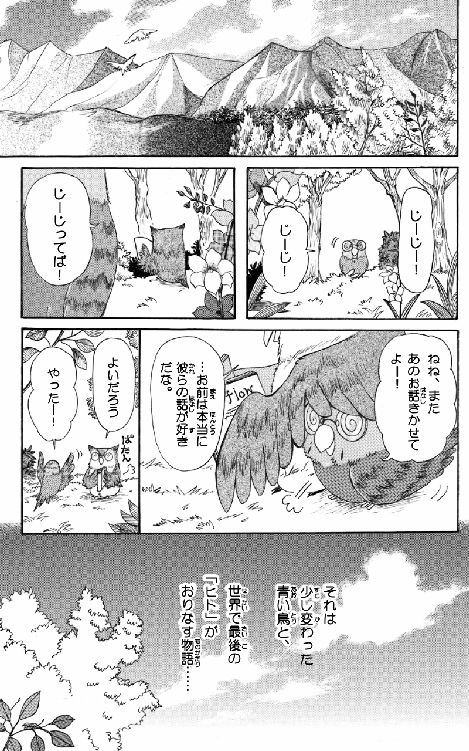 じーじー！
じーじ！
じーじってば！
ねね、また
あのお話きかせて
よー！
…お前は本当に
彼らの話が好き
だな。
よいだろう
ぱたん
やったー！
それは
少し変わった
青い鳥と、
世界で最後の
「ヒト」が
おりなす物語……